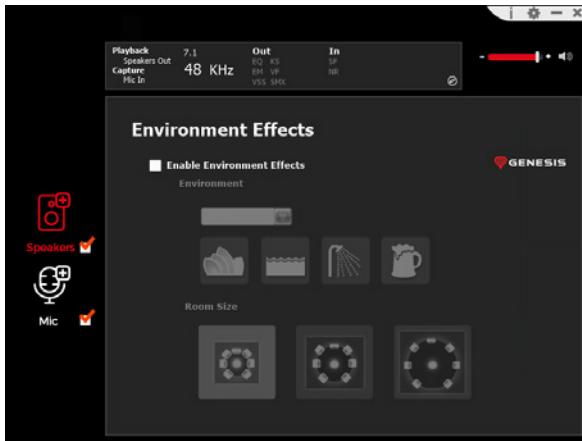 Playback 7.1 Out In
Speakers Out EQ KS SP
Capture 48 KHz EM VF NR
Mic In VSS SMX
Environment Effects
Enable Environment Effects
GENESIS
Environment
Speakers
Room Size
Mic